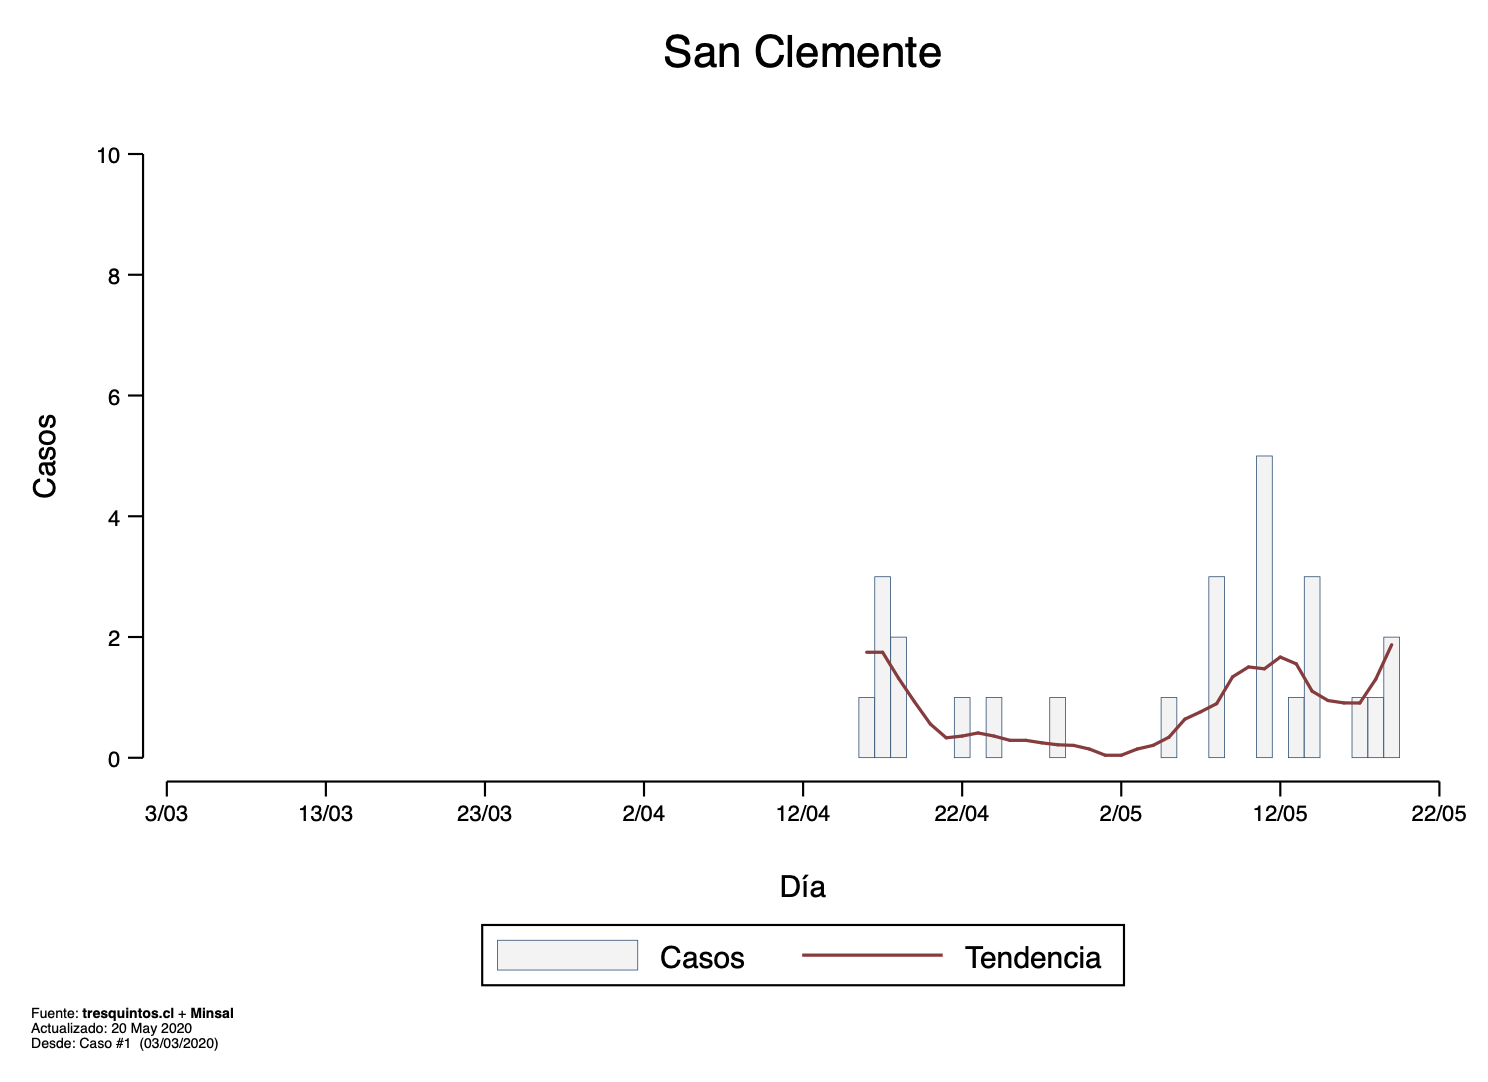 San Clemente
10
8
6
4
2
0
Casos
3/03 13/03 23/03 2/04 12/04 22/04 2/05 12/05 22/05
Día
Casos Tendencia
Fuente: tresquintos.cl + Minsal
Actualizado: 20 May 2020
Desde: Caso #1 (03/03/2020)